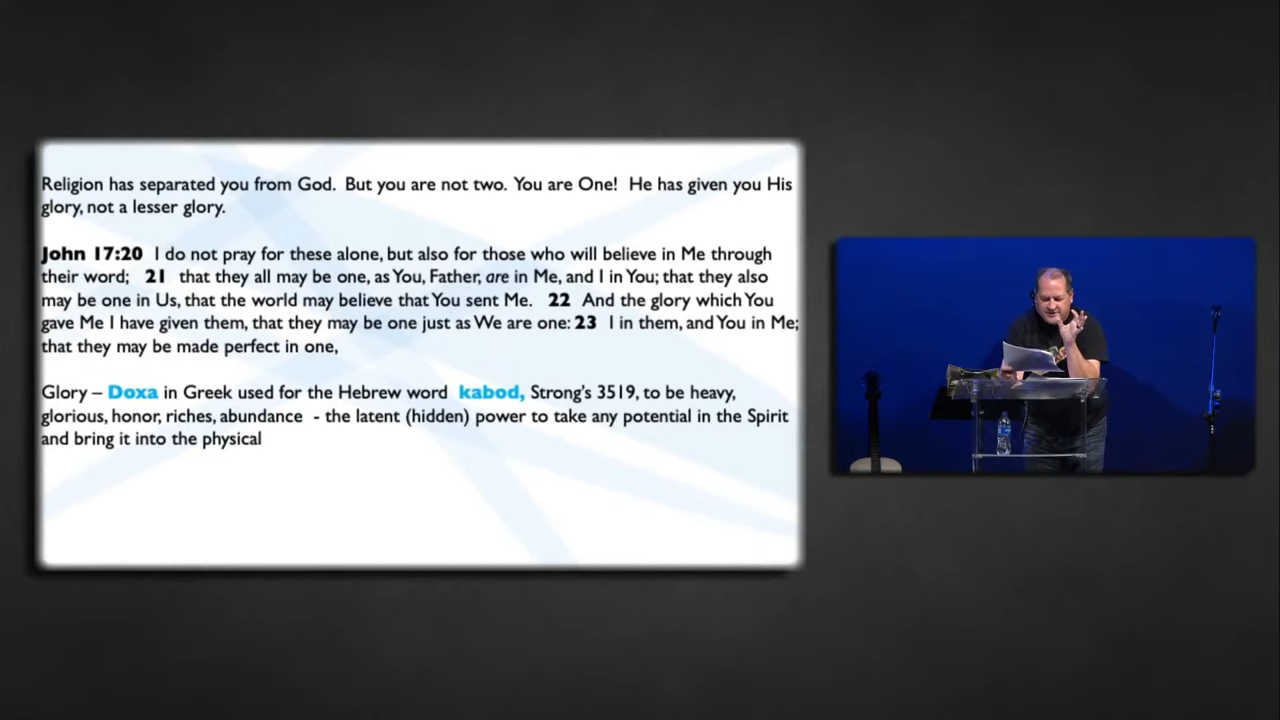 Religion has separated you from God. But you are not two. You are One! He has given you His
glory, not a lesser glory.
John 17:20 I do not pray for these alone, but also for those who will believe in Me through
their word; 21 that they all may be one, as You, Father, are in Me, and I in You; that they also
may be one in Us, that the world may believe that You sent Me. 22 And the glory which You
gave Me I have given them, that they may be one just as We are one: 23 I in them, and You in Me;
that they may be made perfect in one,
Glory – Doxa in Greek used for the Hebrew word kabod, Strong's 3519, to be heavy,
glorious, honor, riches, abundance - the latent (hidden) power to take any potential in the Spirit
and bring it into the physical